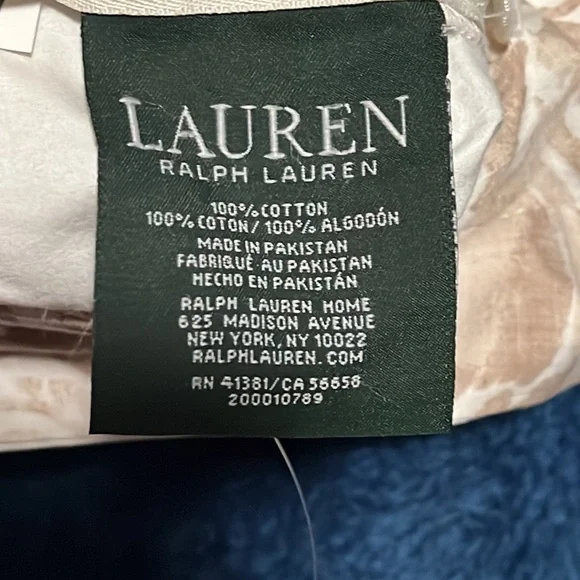 LAUREN
RALPH LAUREN
100% COTTON
100% COTON/ 100% ALGODÓN
MADE IN PAKISTAN
FABRIQUÉ AU PAKISTAN
HECHO EN PAKISTÁN
RALPH LAUREN HOME
625 MADISON AVENUE
NEW YORK, NY 10022
RALPHLAUREN.COM
RN 41381/CA 56658
200010789